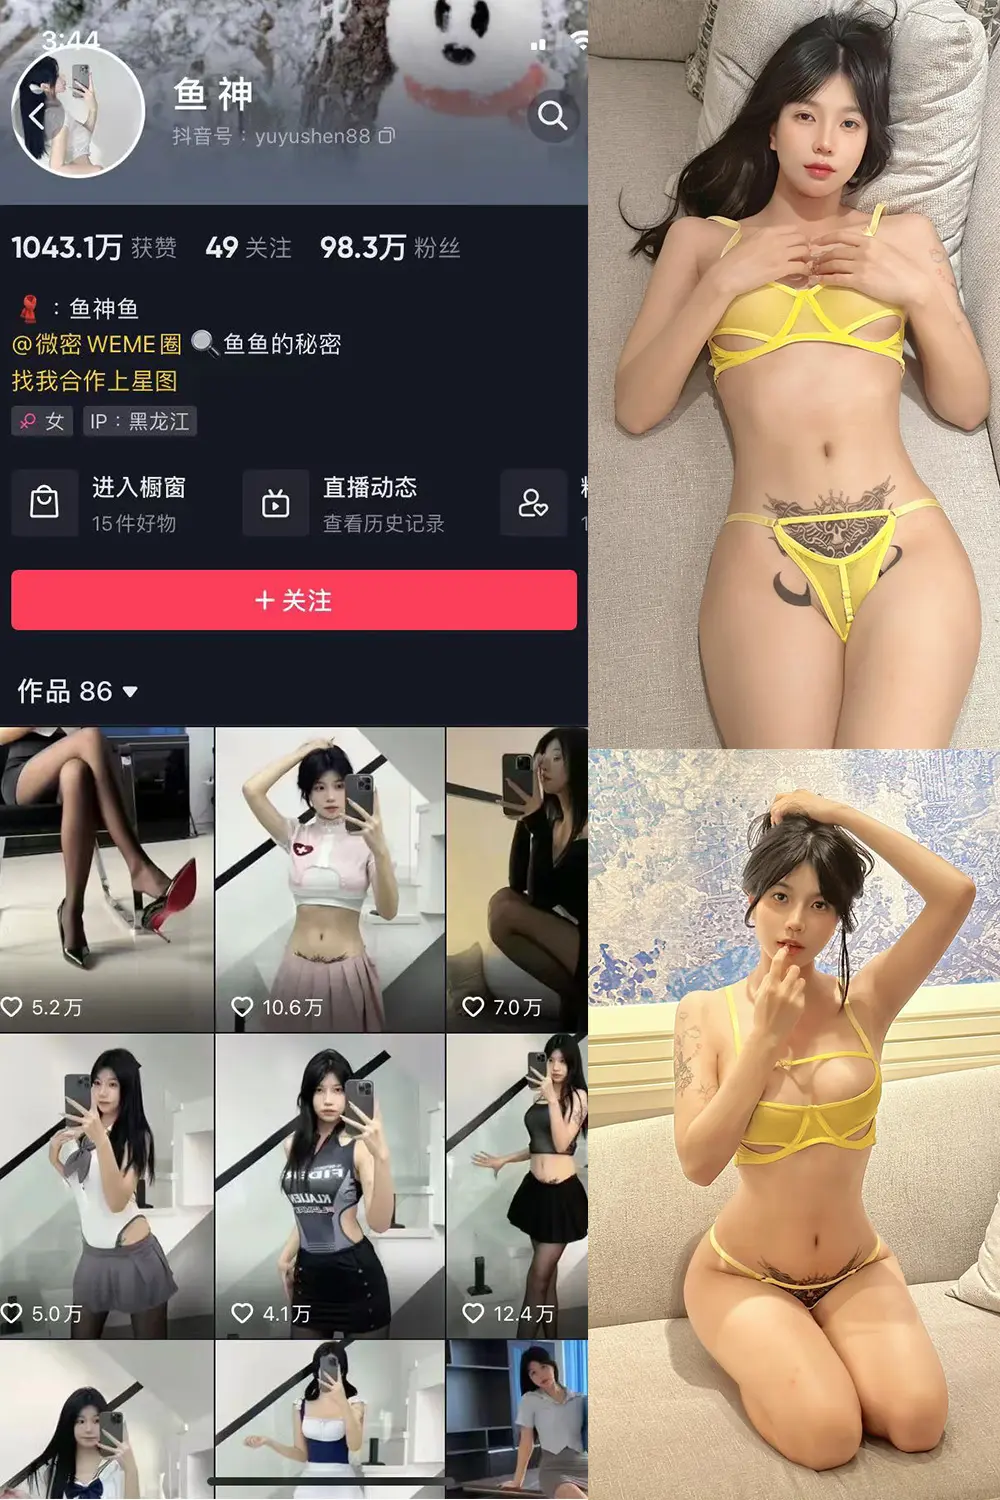 3:44
鱼神
抖音号：yuyushen88
1043.1万 获赞 49 关注 98.3万 粉丝
：鱼神鱼
@微密 WEME圈 鱼鱼的秘密
找我合作上星图
女 IP：黑龙江
进入橱窗
15件好物
直播动态
查看历史记录
+ 关注
作品 86
5.2万 10.6万 7.0万
5.0万 4.1万 12.4万